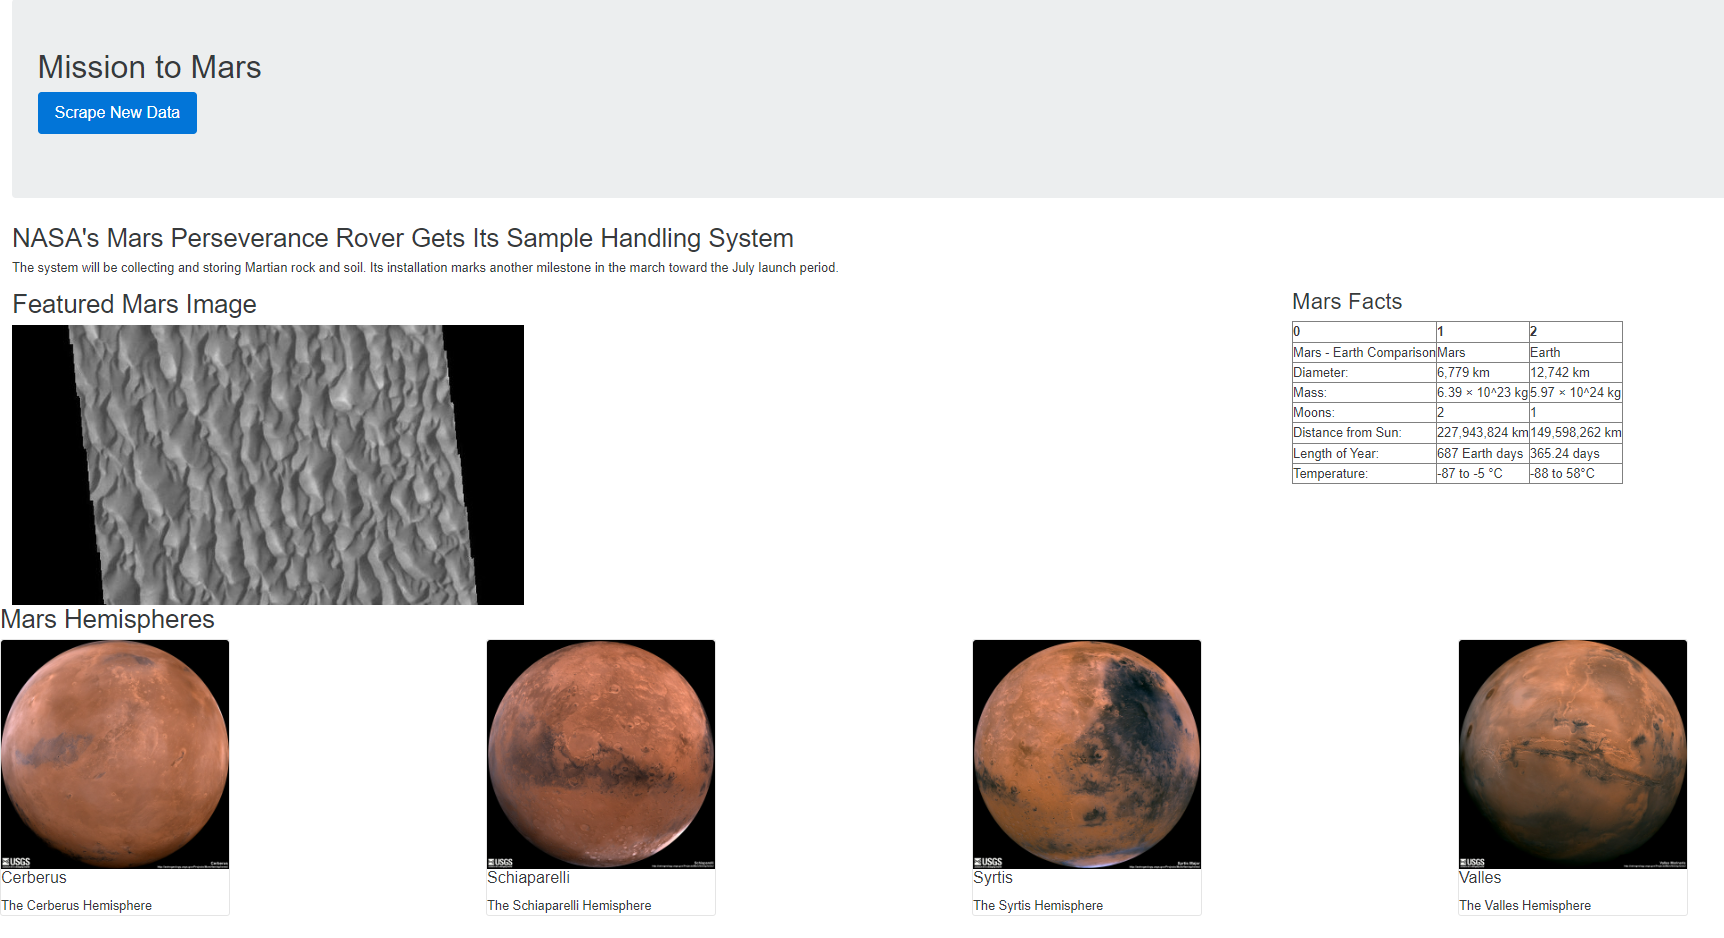 Mission to Mars
Scrape New Data
NASA's Mars Perseverance Rover Gets Its Sample Handling System
The system will be collecting and storing Martian rock and soil. Its installation marks another milestone in the march toward the July launch period.
Featured Mars Image
Mars Facts
0 1 2
Mars - Earth Comparison Mars Earth
Diameter: 6,779 km 12,742 km
Mass: 6.39 × 10^23 kg 5.97 × 10^24 kg
Moons: 2 1
Distance from Sun: 227,943,824 km 149,598,262 km
Length of Year: 687 Earth days 365.24 days
Temperature: -87 to -5 °C -88 to 58°C
Mars Hemispheres
USGS Cerberus
USGS Schiaparelli
USGS Syrtis Major
USGS Valles Marineris
Cerberus
The Cerberus Hemisphere
Schiaparelli
The Schiaparelli Hemisphere
Syrtis
The Syrtis Hemisphere
Valles
The Valles Hemisphere